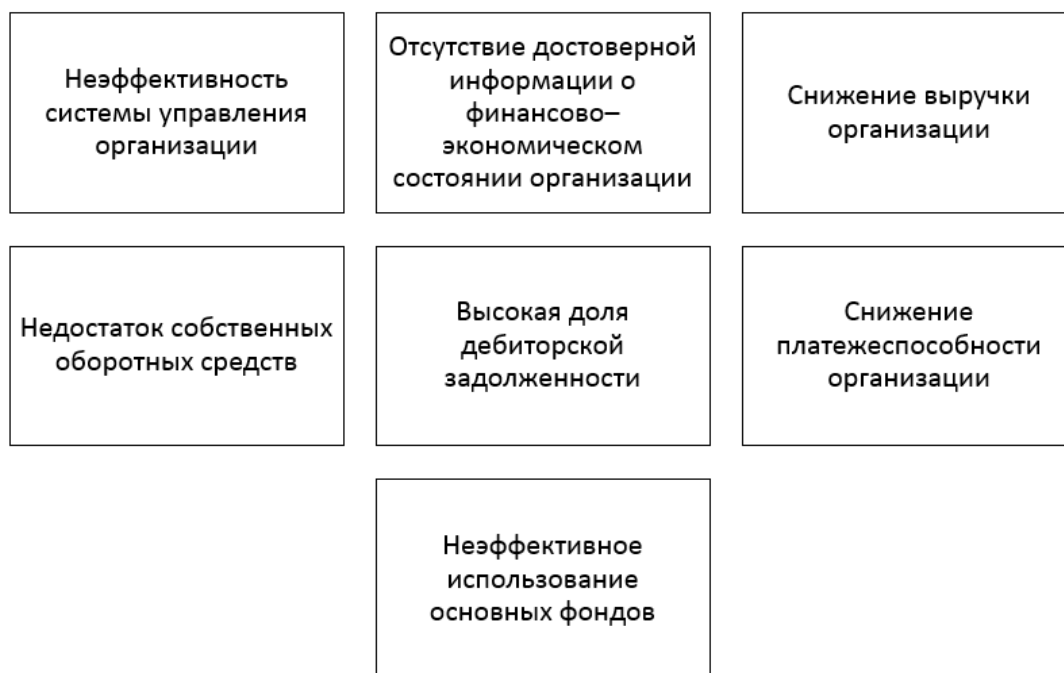 Неэффективность
системы управления
организации
Отсутствие достоверной
информации о
финансово–
экономическом
состоянии организации
Снижение выручки
организации
Недостаток собственных
оборотных средств
Высокая доля
дебиторской
задолженности
Снижение
платежеспособности
организации
Неэффективное
использование
основных фондов